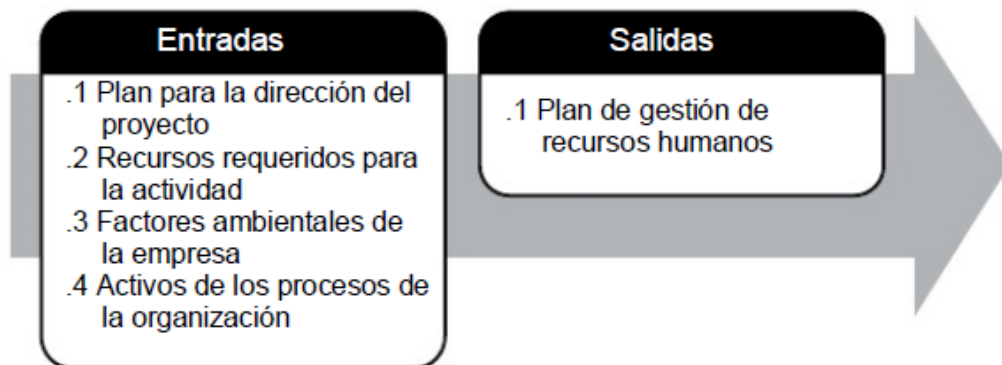 Entradas
.1 Plan para la dirección del
proyecto
.2 Recursos requeridos para
la actividad
.3 Factores ambientales de
la empresa
.4 Activos de los procesos de
la organización
Salidas
.1 Plan de gestión de
recursos humanos